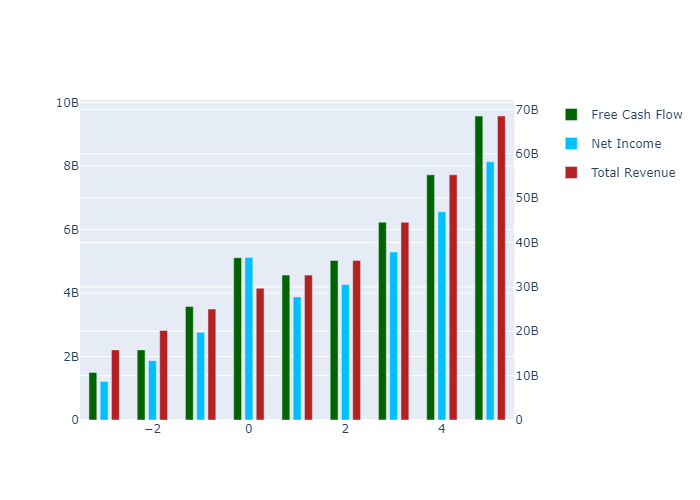 10B
8B
6B
4B
2B
0
70B
60B
50B
40B
30B
20B
10B
0
−2
0
2
4
Free Cash Flow
Net Income
Total Revenue